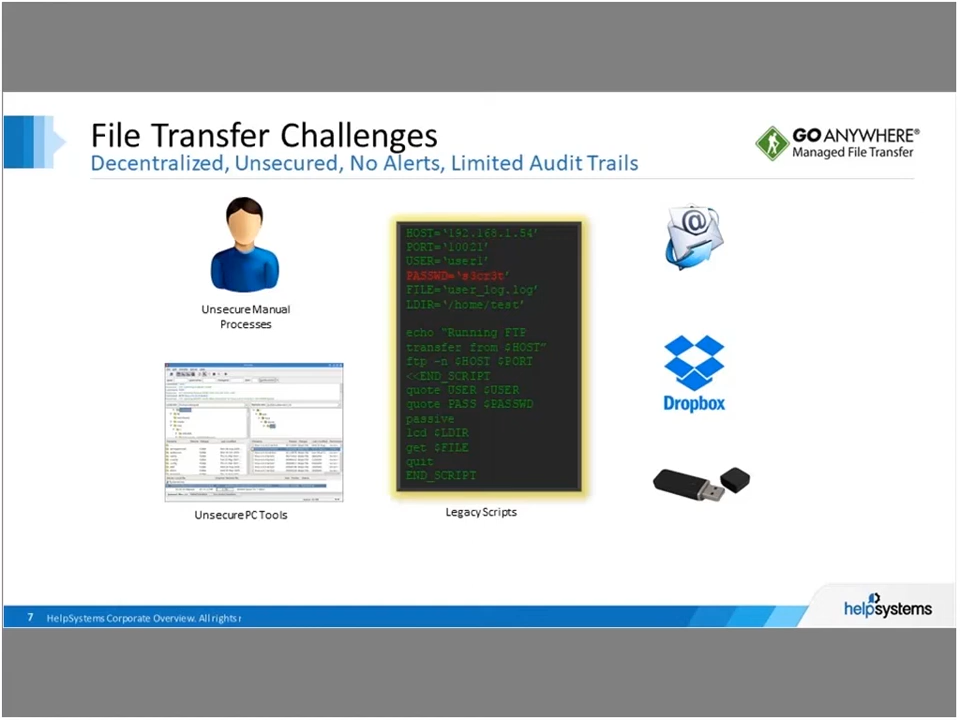 File Transfer Challenges
Decentralized, Unsecured, No Alerts, Limited Audit Trails
GOANYWHERE®
Managed File Transfer
Unsecure Manual
Processes
Unsecure PC Tools
HOST='192.168.1.54'
PORT='10021'
USER='user1'
PASSWD='s3cr3t'
FILE='user_log.log'
LDIR='/home/test'
echo "Running FTP
transfer from $HOST"
ftp -n $HOST $PORT
<<END_SCRIPT
quote USER $USER
quote PASS $PASSWD
passive
lcd $LDIR
get $FILE
quit
END_SCRIPT
Legacy Scripts
@
Dropbox
7 HelpSystems Corporate Overview. All rights
helpsystems